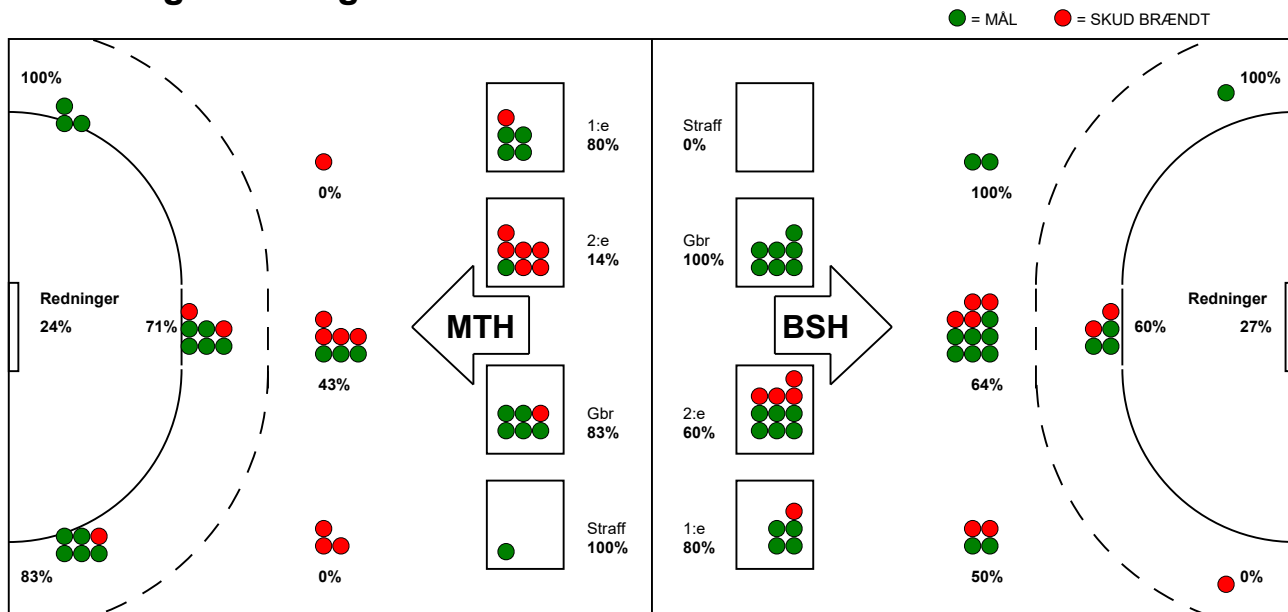 = MÅL = SKUD BRÆNDT
100%
1:e
80%
Straff
0%
100%
0%
100%
2:e
14%
Gbr
100%
Redninger
24%
71%
MTH
BSH
60%
Redninger
27%
43%
64%
Gbr
83%
2:e
60%
Straff
100%
1:e
80%
83%
0%
50%
0%